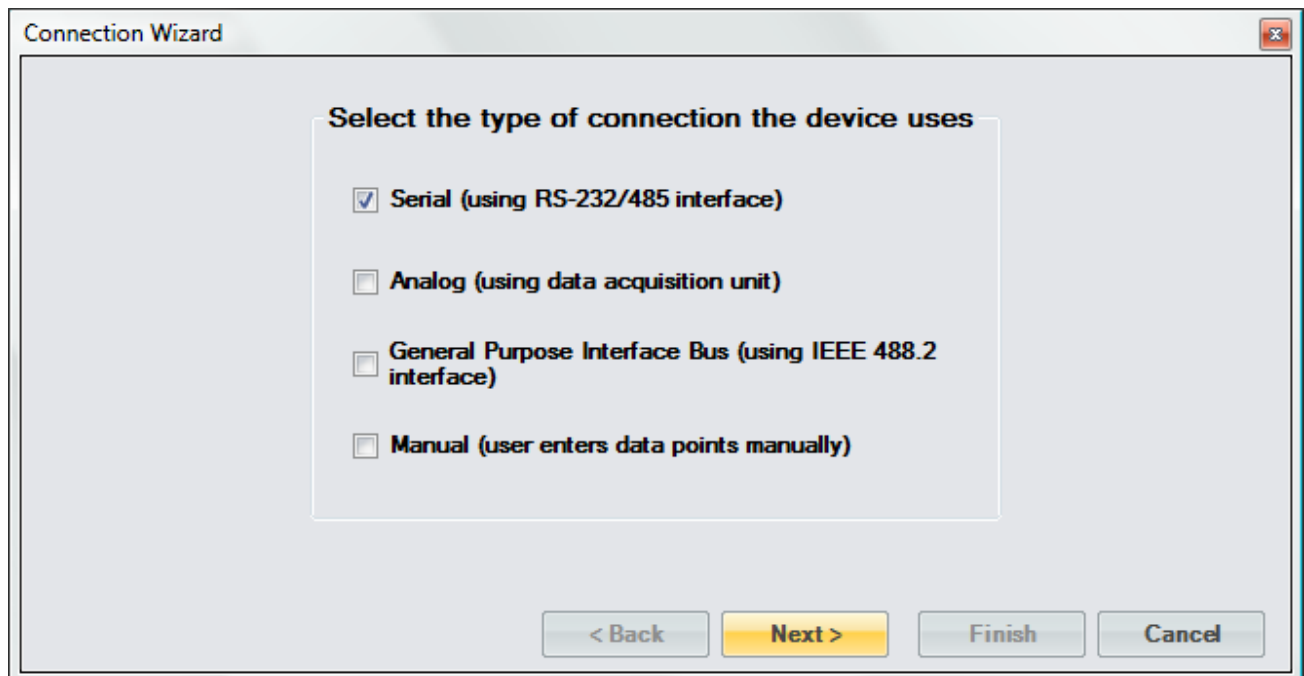 Connection Wizard
Select the type of connection the device uses
Serial (using RS-232/485 interface)
Analog (using data acquisition unit)
General Purpose Interface Bus (using IEEE 488.2
interface)
Manual (user enters data points manually)
< Back
Next >
Finish
Cancel